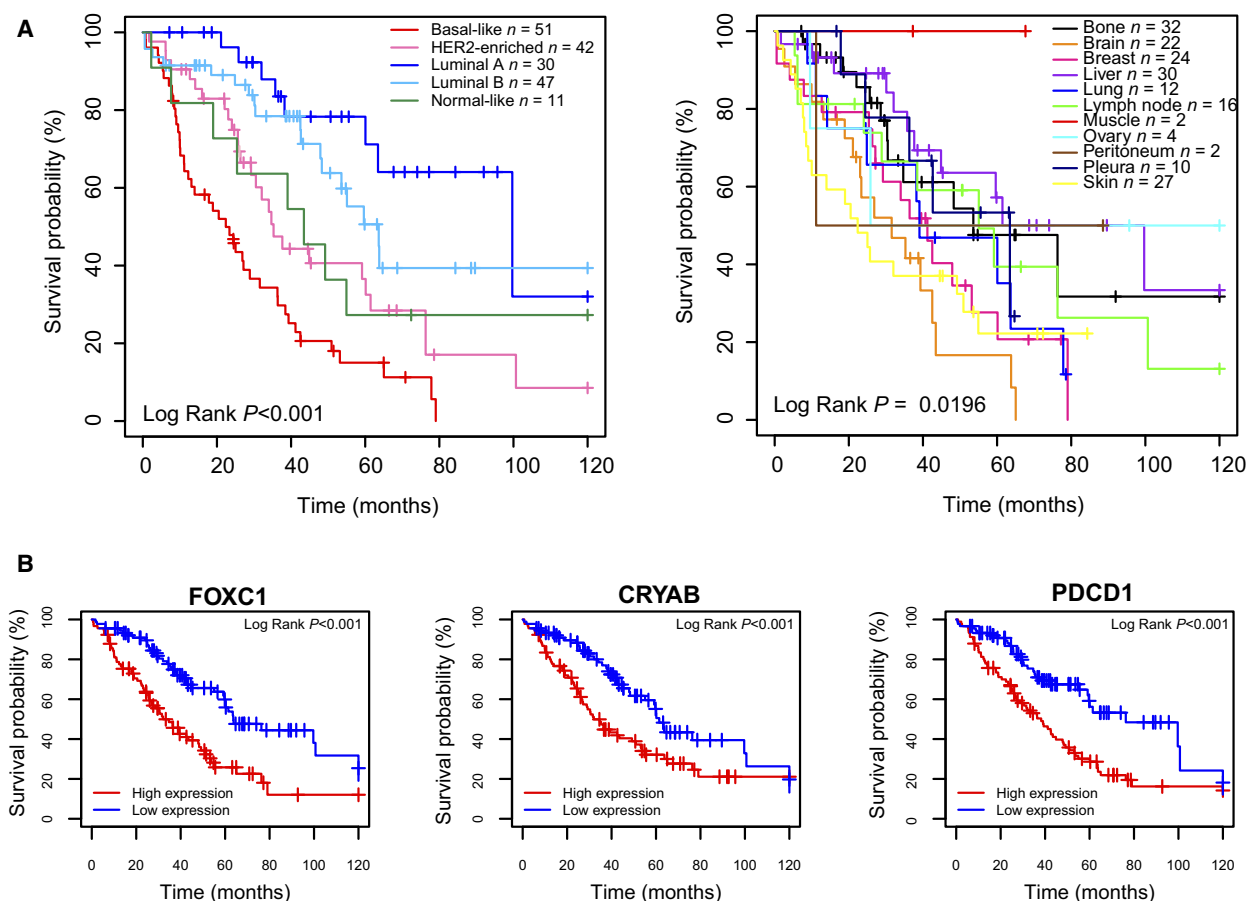 A
Survival probability (%)
100
80
60
40
20
0
Basal-like n = 51
HER2-enriched n = 42
Luminal A n = 30
Luminal B n = 47
Normal-like n = 11
Log Rank P<0.001
0 20 40 60 80 100 120
Time (months)
Survival probability (%)
100
80
60
40
20
0
Bone n = 32
Brain n = 22
Breast n = 24
Liver n = 30
Lung n = 12
Lymph node n = 16
Muscle n = 2
Ovary n = 4
Peritoneum n = 2
Pleura n = 10
Skin n = 27
Log Rank P = 0.0196
0 20 40 60 80 100 120
Time (months)
B
FOXC1
Survival probability (%)
100
80
60
40
20
0
Log Rank P<0.001
High expression
Low expression
0 20 40 60 80 100 120
Time (months)
CRYAB
Survival probability (%)
100
80
60
40
20
0
Log Rank P<0.001
High expression
Low expression
0 20 40 60 80 100 120
Time (months)
PDCD1
Survival probability (%)
100
80
60
40
20
0
Log Rank P<0.001
High expression
Low expression
0 20 40 60 80 100 120
Time (months)